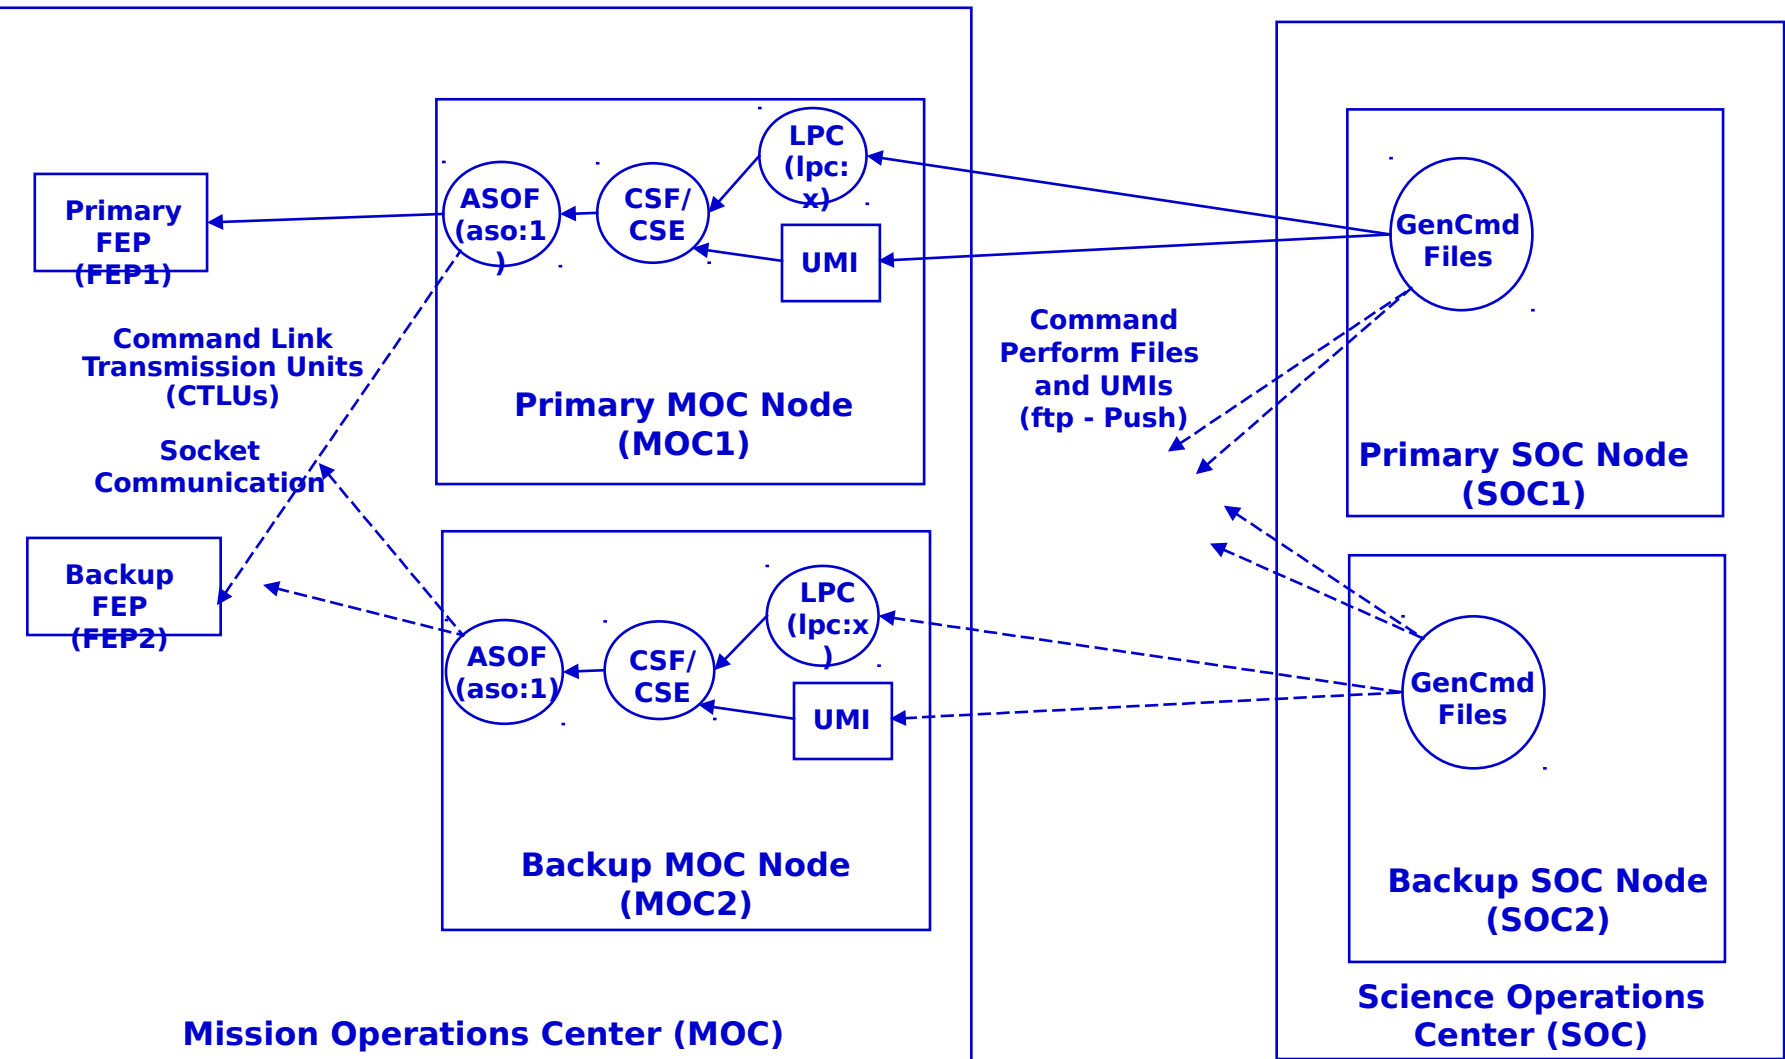 Primary
FEP
(FEP1)
Command Link
Transmission Units
(CTLUs)
Socket
Communication
Backup
FEP
(FEP2)
ASOF
(aso:1
)
CSF/
CSE
LPC
(lpc:
x)
UMI
Primary MOC Node
(MOC1)
ASOF
(aso:1)
CSF/
CSE
LPC
(lpc:x
)
UMI
Backup MOC Node
(MOC2)
Mission Operations Center (MOC)
Command
Perform Files
and UMIs
(ftp - Push)
GenCmd
Files
Primary SOC Node
(SOC1)
GenCmd
Files
Backup SOC Node
(SOC2)
Science Operations
Center (SOC)